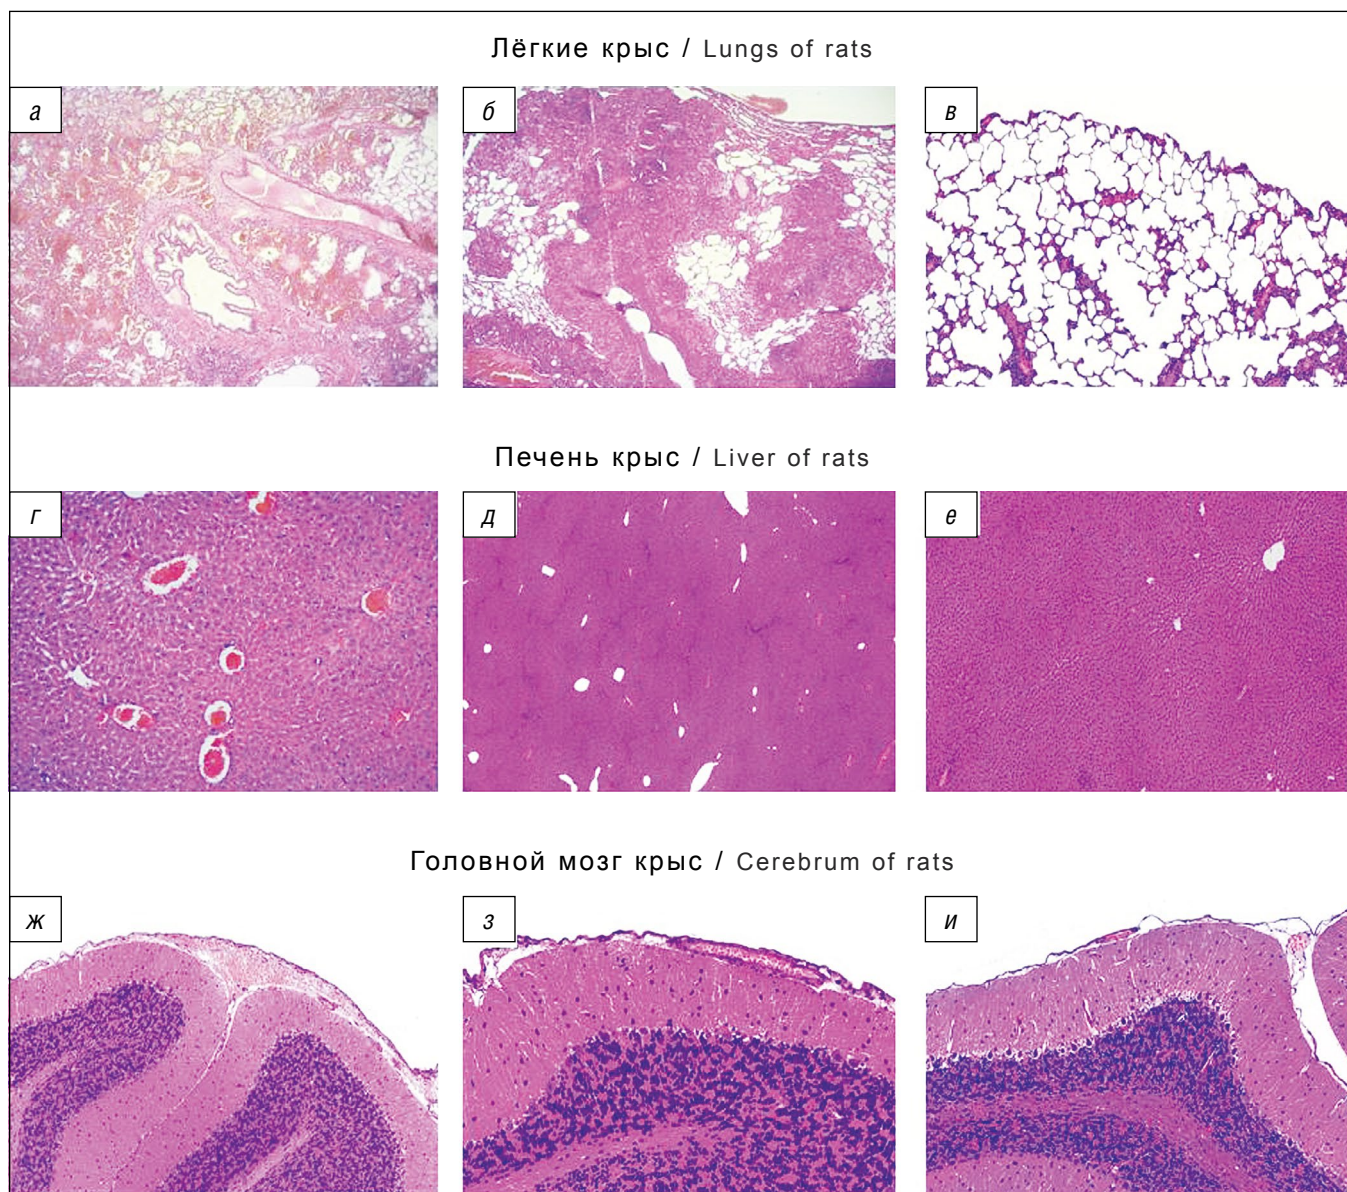 Лёгкие крыс / Lungs of rats
а
б
в
Печень крыс / Liver of rats
г
д
е
Головной мозг крыс / Cerebrum of rats
ж
з
и